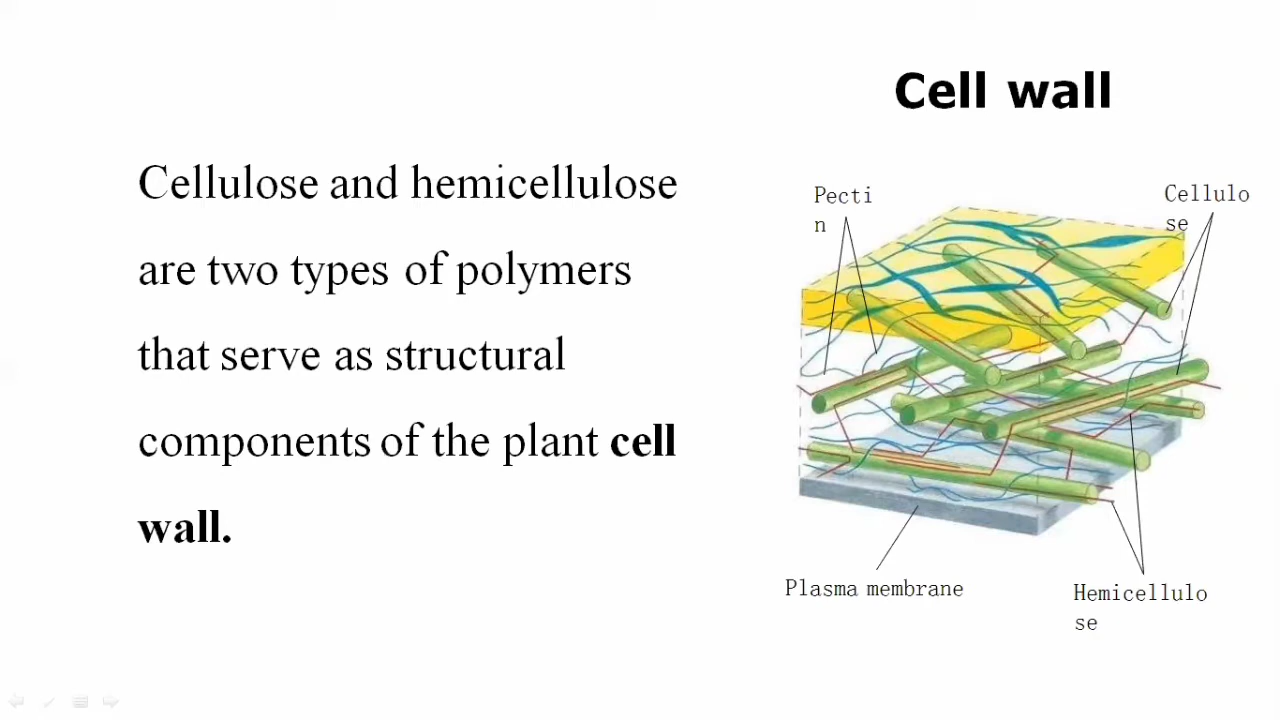 Cell wall
Cellulose and hemicellulose
are two types of polymers
that serve as structural
components of the plant cell
wall.
Pecti
n
Cellulo
se
Plasma membrane
Hemicellulo
se